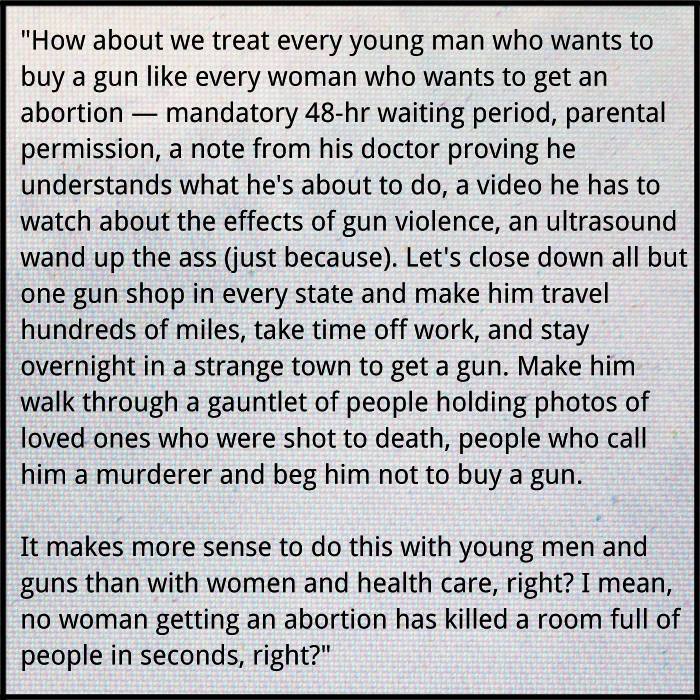 "How about we treat every young man who wants to
buy a gun like every woman who wants to get an
abortion — mandatory 48-hr waiting period, parental
permission, a note from his doctor proving he
understands what he's about to do, a video he has to
watch about the effects of gun violence, an ultrasound
wand up the ass (just because). Let's close down all but
one gun shop in every state and make him travel
hundreds of miles, take time off work, and stay
overnight in a strange town to get a gun. Make him
walk through a gauntlet of people holding photos of
loved ones who were shot to death, people who call
him a murderer and beg him not to buy a gun.
It makes more sense to do this with young men and
guns than with women and health care, right? I mean,
no woman getting an abortion has killed a room full of
people in seconds, right?"